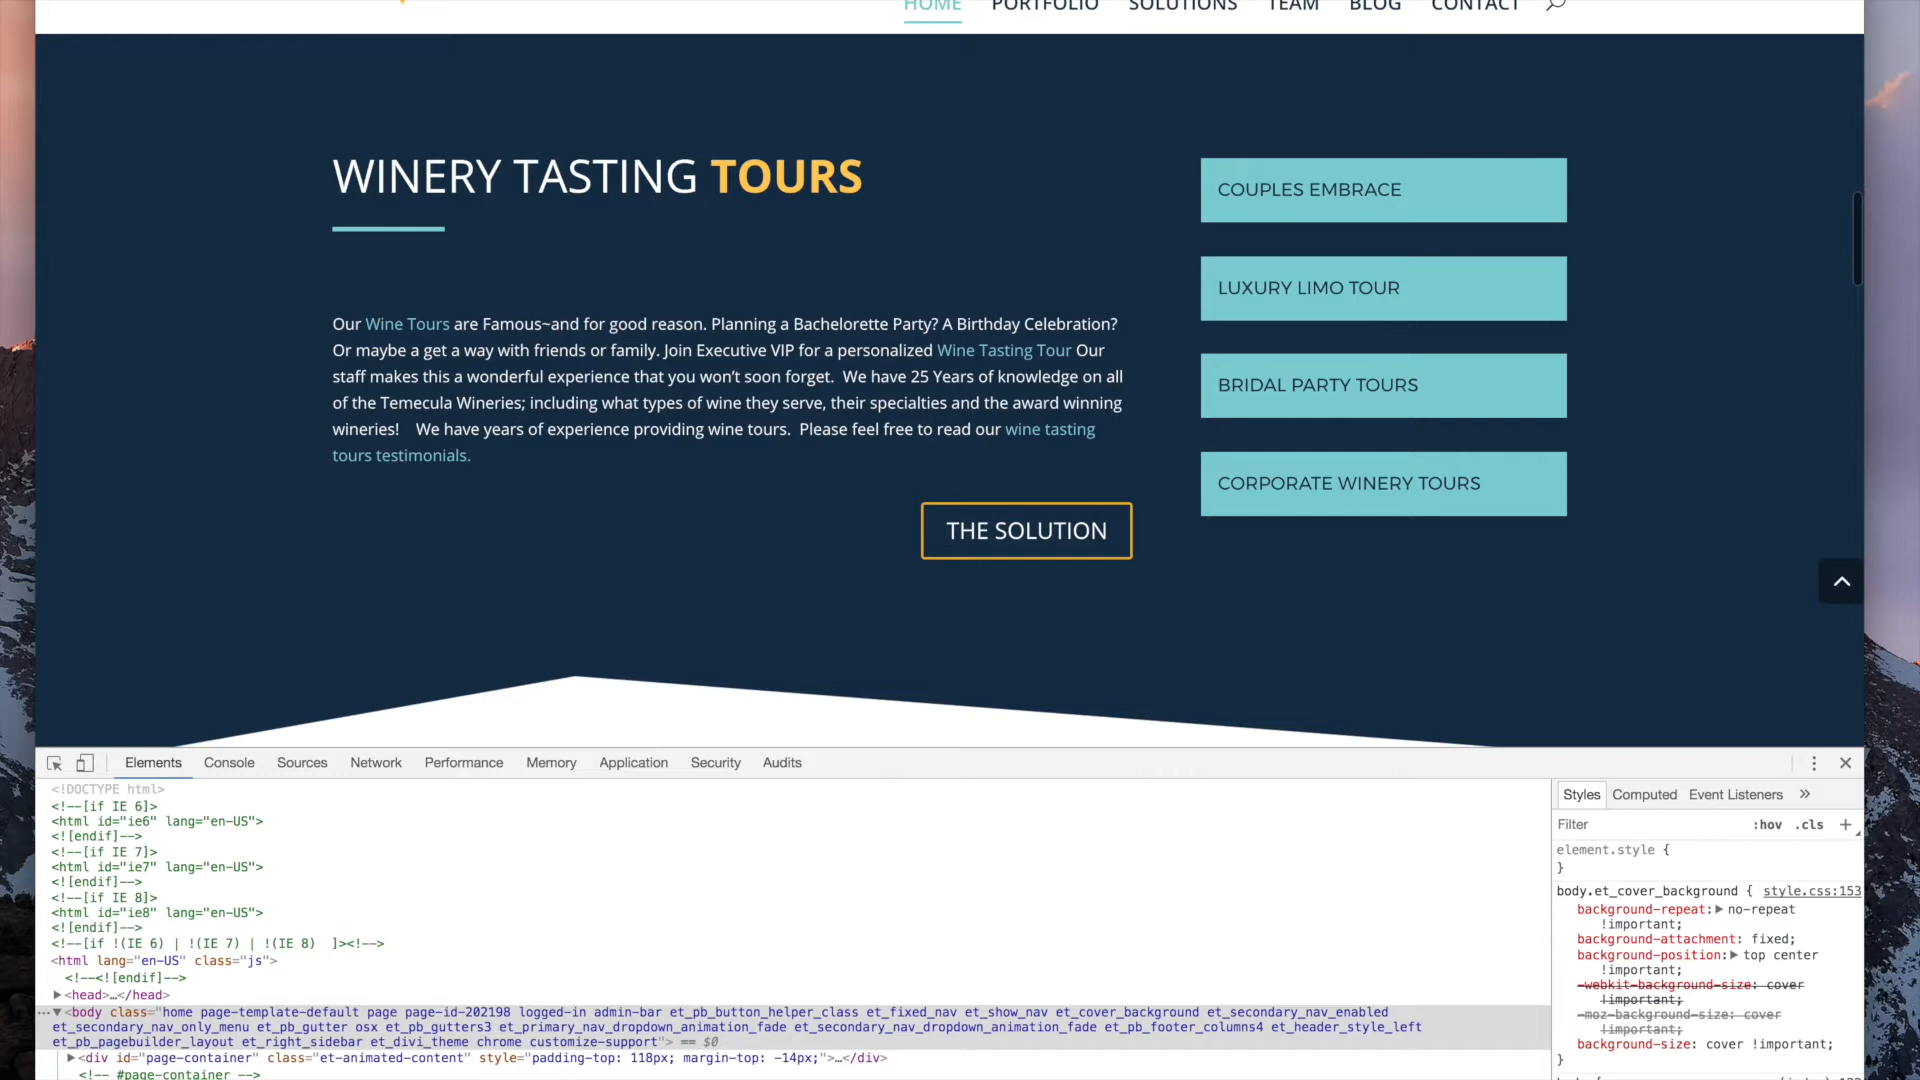 HOME PORTFOLIO SOLUTIONS TEAM BLOG CONTACT
WINERY TASTING TOURS
Our Wine Tours are Famous~and for good reason. Planning a Bachelorette Party? A Birthday Celebration?
Or maybe a get a way with friends or family. Join Executive VIP for a personalized Wine Tasting Tour Our
staff makes this a wonderful experience that you won’t soon forget.  We have 25 Years of knowledge on all
of the Temecula Wineries; including what types of wine they serve, their specialties and the award winning
wineries!    We have years of experience providing wine tours.  Please feel free to read our wine tasting
tours testimonials.
THE SOLUTION
COUPLES EMBRACE
LUXURY LIMO TOUR
BRIDAL PARTY TOURS
CORPORATE WINERY TOURS
Elements Console Sources Network Performance Memory Application Security Audits
<!DOCTYPE html>
<!--[if IE 6]>
<html id="ie6" lang="en-US">
<![endif]-->
<!--[if IE 7]>
<html id="ie7" lang="en-US">
<![endif]-->
<!--[if IE 8]>
<html id="ie8" lang="en-US">
<![endif]-->
<!--[if !(IE 6) | !(IE 7) | !(IE 8)  ]><!-->
<html lang="en-US" class="js">
<!--<![endif]-->
<head>…</head>
<body class="home page-template-default page page-id-202198 logged-in admin-bar et_pb_button_helper_class et_fixed_nav et_show_nav et_cover_background
et_secondary_nav_enabled
et_secondary_nav_only_menu et_pb_gutter osx et_pb_gutters3 et_primary_nav_dropdown_animation_fade et_secondary_nav_dropdown_animation_fade et_pb_footer_columns4 et_header_style_left
et_pb_pagebuilder_layout et_right_sidebar et_divi_theme chrome customize-support"> == $0
<div id="page-container" class="et-animated-content" style="padding-top: 118px; margin-top: -14px;">…</div>
<!-- #page-container -->
Styles Computed Event Listeners »
Filter :hov .cls +
element.style {
}
body.et_cover_background { style.css:153
background-repeat: no-repeat
!important;
background-attachment: fixed;
background-position: top center
!important;
-webkit-background-size: cover
!important;
-moz-background-size: cover
!important;
background-size: cover !important;
}